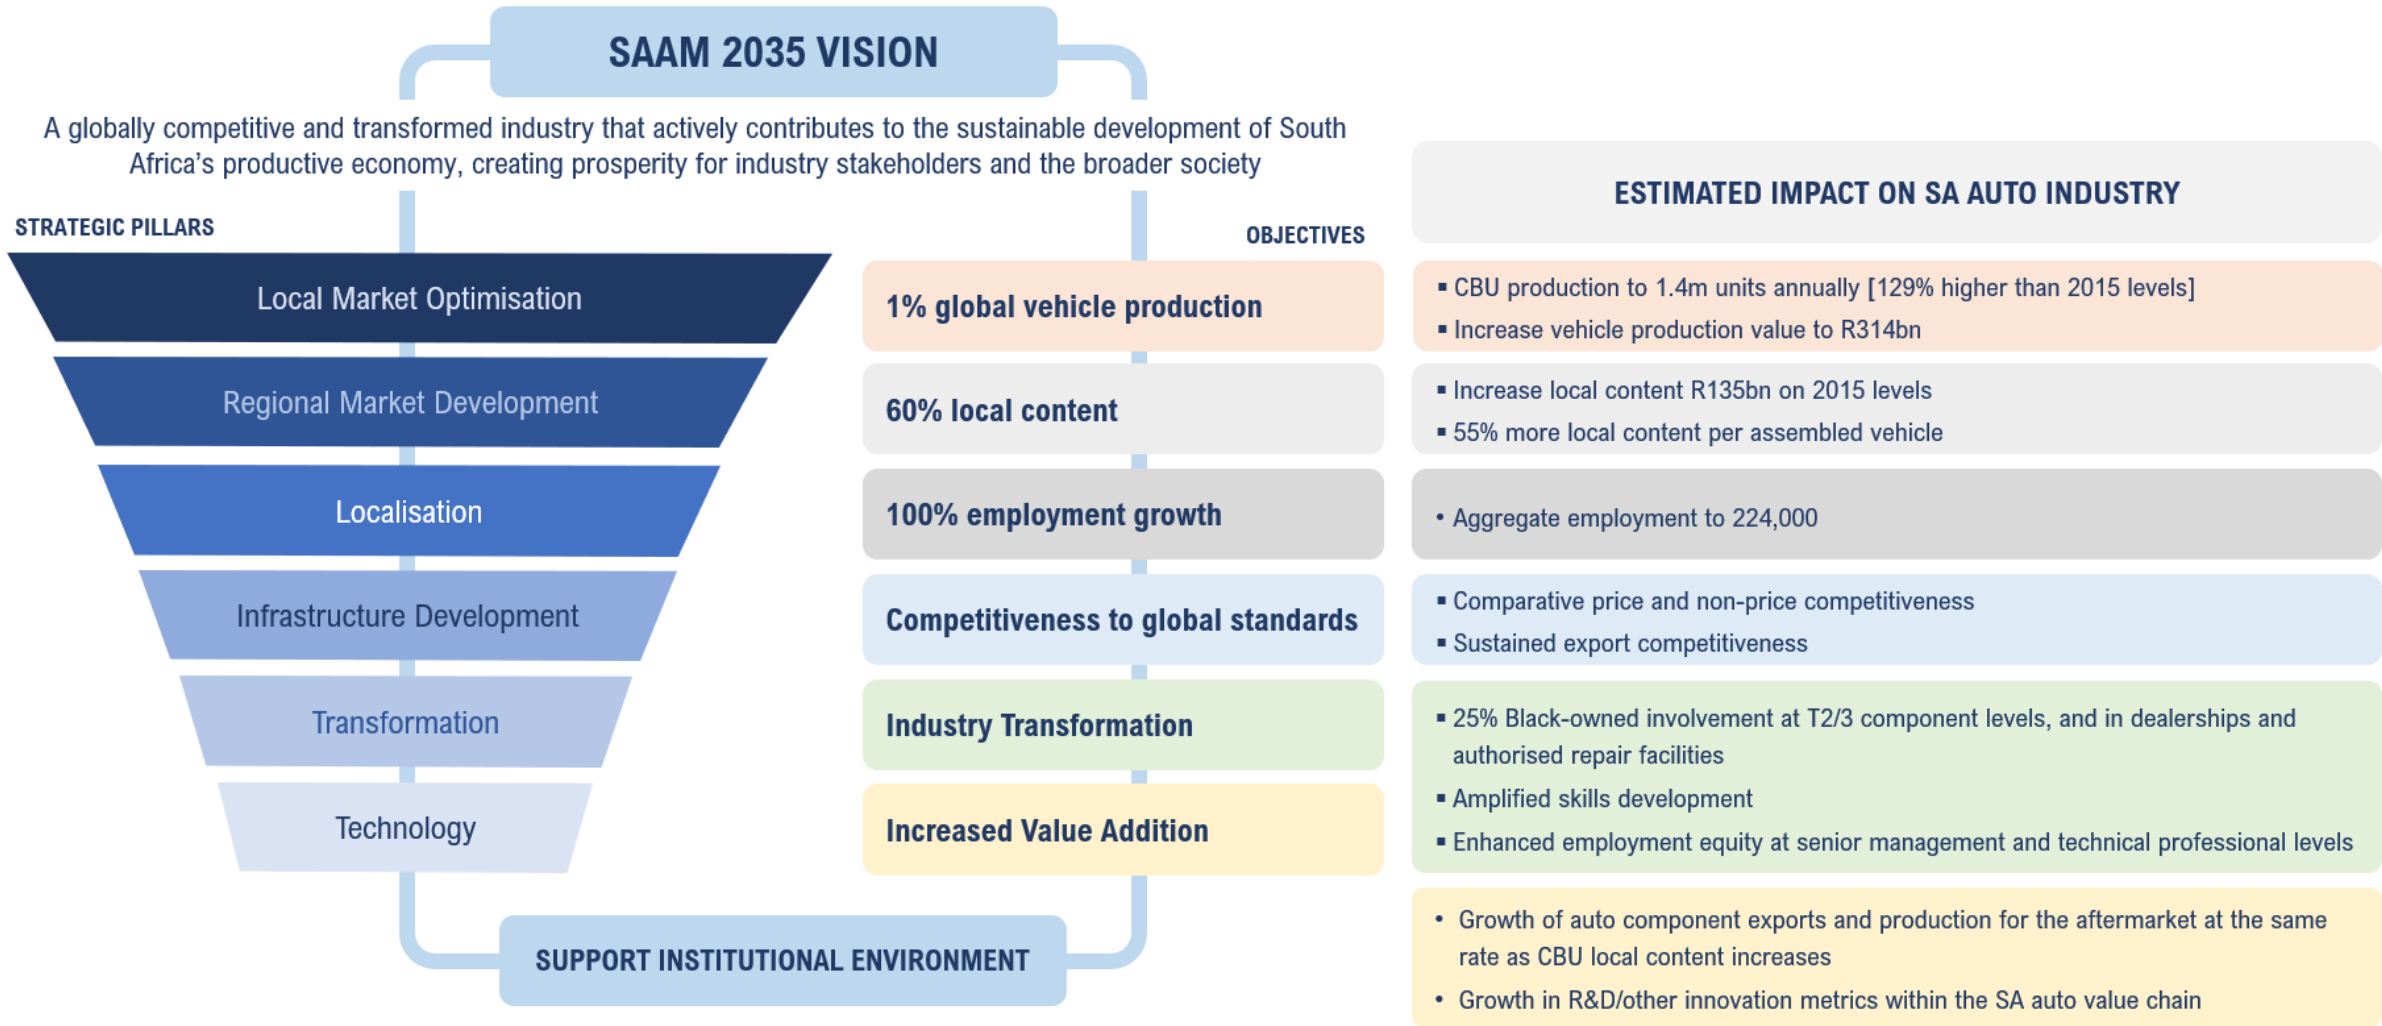 SAAM 2035 VISION
A globally competitive and transformed industry that actively contributes to the sustainable development of South
Africa’s productive economy, creating prosperity for industry stakeholders and the broader society
STRATEGIC PILLARS
Local Market Optimisation
Regional Market Development
Localisation
Infrastructure Development
Transformation
Technology
OBJECTIVES
1% global vehicle production
60% local content
100% employment growth
Competitiveness to global standards
Industry Transformation
Increased Value Addition
SUPPORT INSTITUTIONAL ENVIRONMENT
ESTIMATED IMPACT ON SA AUTO INDUSTRY
▪ CBU production to 1.4m units annually [129% higher than 2015 levels]
▪ Increase vehicle production value to R314bn
▪ Increase local content R135bn on 2015 levels
▪ 55% more local content per assembled vehicle
• Aggregate employment to 224,000
▪ Comparative price and non-price competitiveness
▪ Sustained export competitiveness
▪ 25% Black-owned involvement at T2/3 component levels, and in dealerships and
authorised repair facilities
▪ Amplified skills development
▪ Enhanced employment equity at senior management and technical professional levels
• Growth of auto component exports and production for the aftermarket at the same
rate as CBU local content increases
• Growth in R&D/other innovation metrics within the SA auto value chain